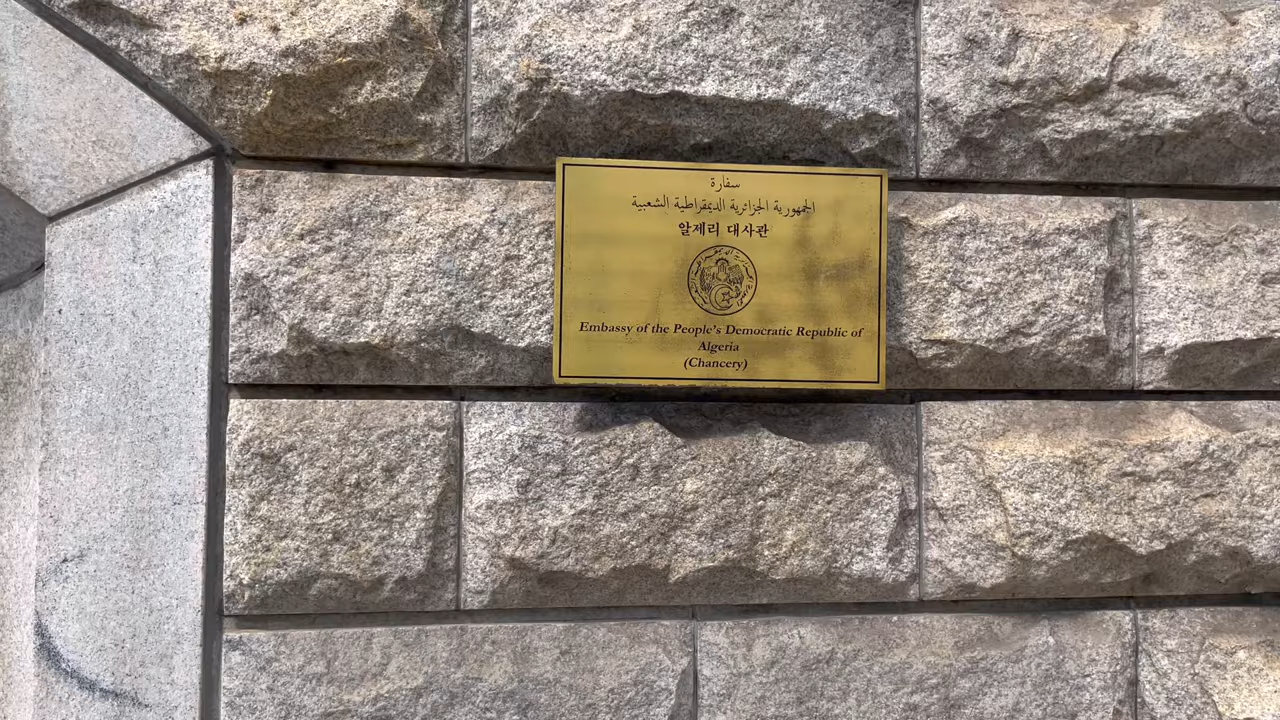 سفارة
الجمهورية الجزائرية الديمقراطية الشعبية
알제리 대사관
Embassy of the People's Democratic Republic of
Algeria
(Chancery)